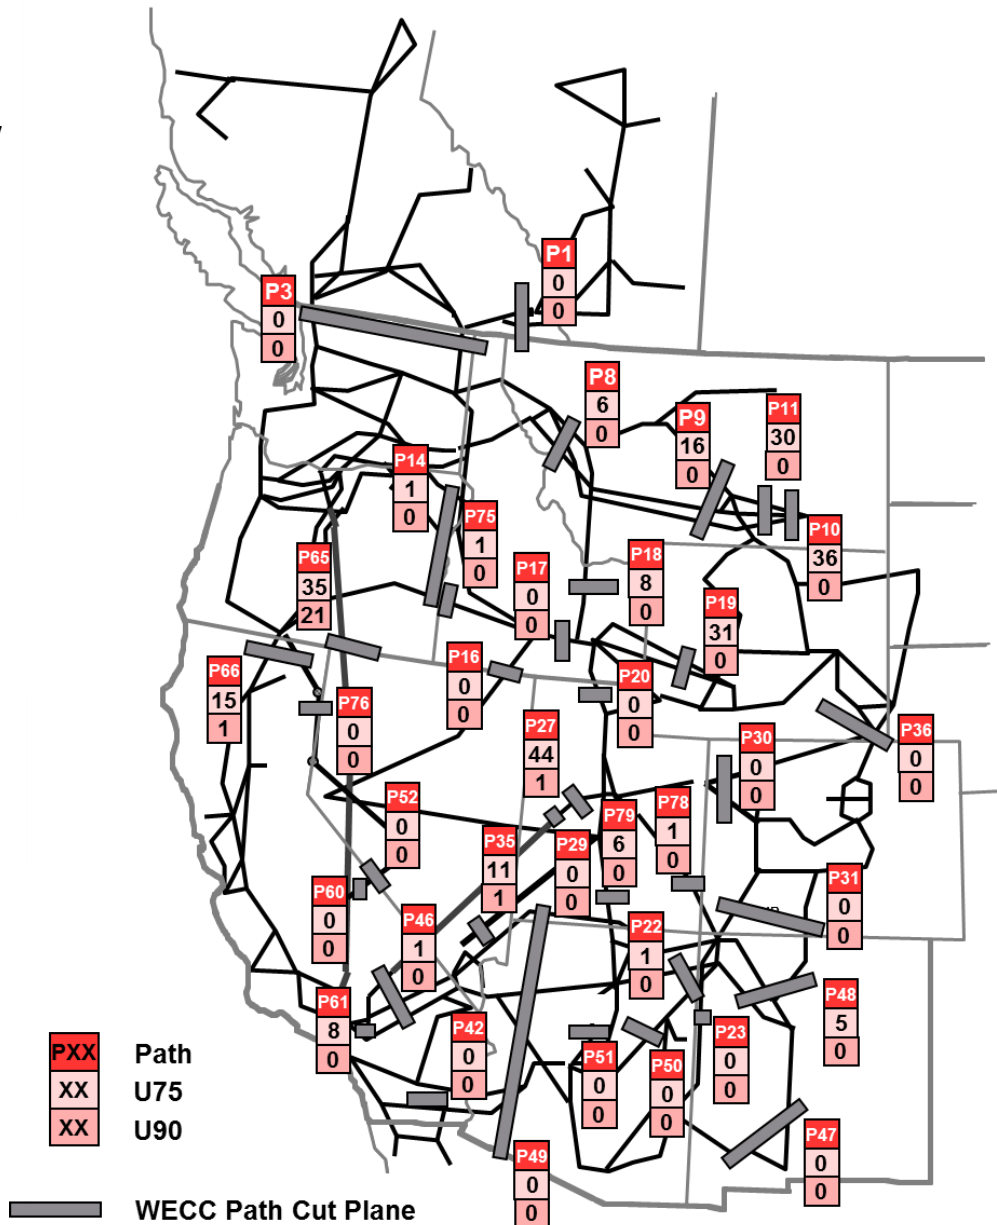 P1
0
0
P3
0
0
P8
6
0
P9
16
0
P11
30
0
P14
1
0
P75
1
0
P10
36
0
P65
35
21
P17
0
0
P18
8
0
P19
31
0
P16
0
0
P66
15
1
P20
0
0
P76
0
0
P27
44
1
P36
0
0
P30
0
0
P52
0
0
P78
1
0
P79
6
0
P35
11
1
P29
0
0
P31
0
0
P60
0
0
P46
1
0
P22
1
0
P61
8
0
P48
5
0
P42
0
0
P23
0
0
P51
0
0
P50
0
0
P47
0
0
P49
0
0
PXX Path
XX U75
XX U90
WECC Path Cut Plane